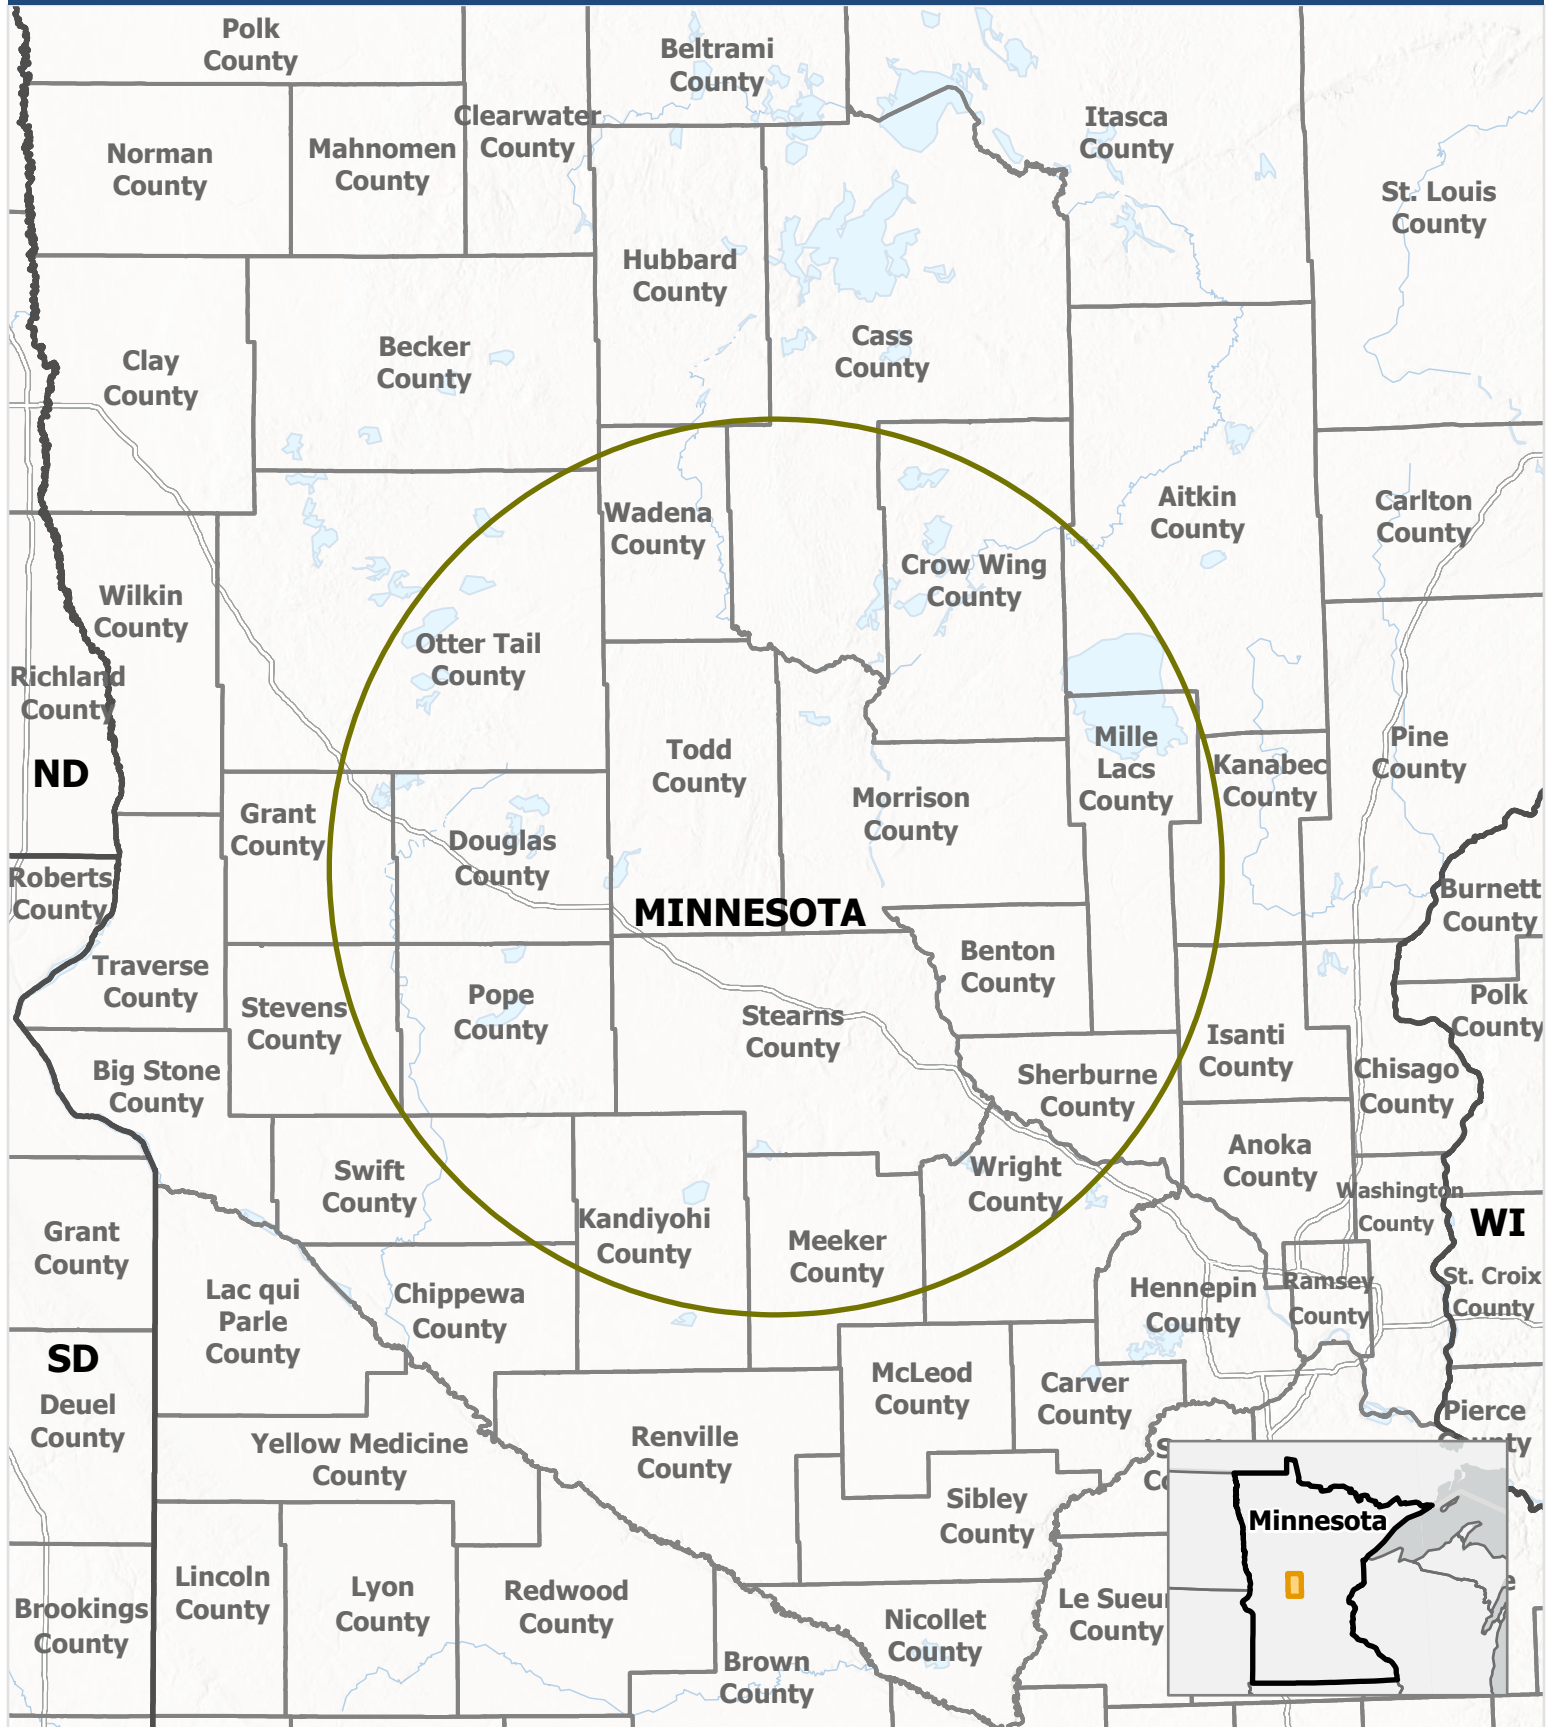 Polk
County
Beltrami
County
Clearwater
County
Itasca
County
Norman
County
Mahnomen
County
St. Louis
County
Hubbard
County
Cass
County
Becker
County
Clay
County
Wadena
County
Aitkin
County
Carlton
County
Crow Wing
County
Wilkin
County
Otter Tail
County
Richland
County
ND
Todd
County
Mille
Lacs
County
Kanabec
County
Pine
County
Grant
County
Morrison
County
Douglas
County
Roberts
County
MINNESOTA
Burnett
County
Benton
County
Traverse
County
Stevens
County
Pope
County
Stearns
County
Polk
County
Isanti
County
Big Stone
County
Sherburne
County
Chisago
County
Swift
County
Wright
County
Anoka
County
Washington
County
WI
Grant
County
Kandiyohi
County
Meeker
County
Lac qui
Parle
County
Chippewa
County
Hennepin
County
Ramsey
County
St. Croix
County
SD
Deuel
County
McLeod
County
Carver
County
Pierce
Yellow Medicine
County
Renville
County
Sibley
County
Minnesota
Brookings
County
Lincoln
County
Lyon
County
Redwood
County
Nicollet
County
Le Sueur
County
Brown
County